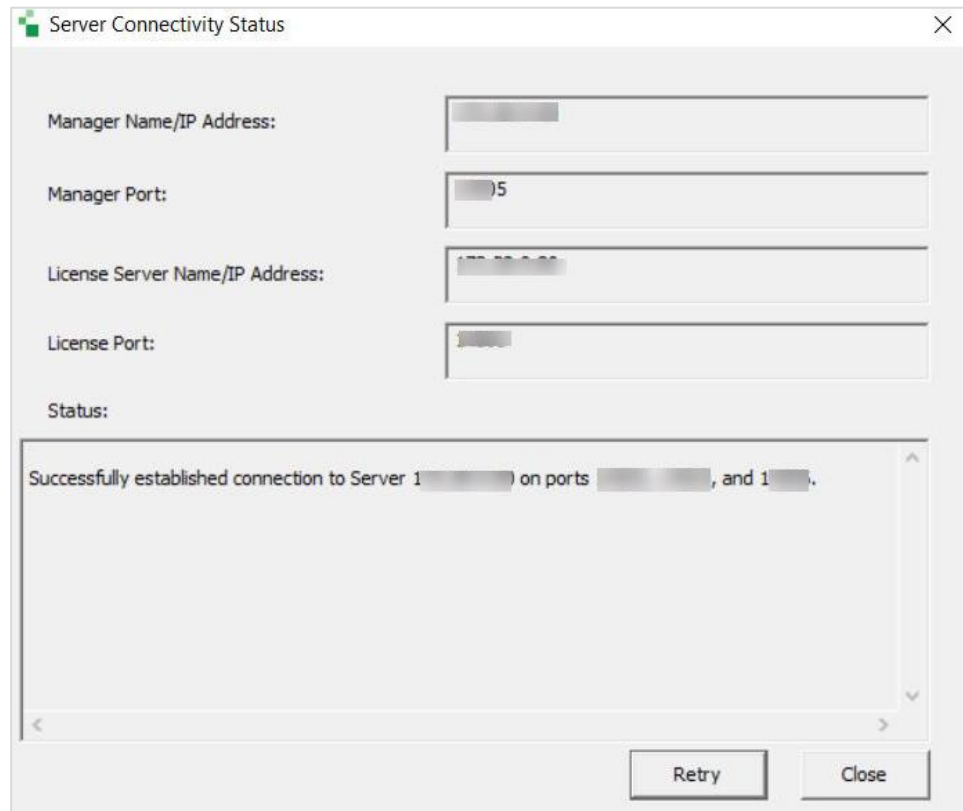 Server Connectivity Status
Manager Name/IP Address:
Manager Port:
License Server Name/IP Address:
License Port:
Status:
Successfully established connection to Server on ports , and .
Retry Close